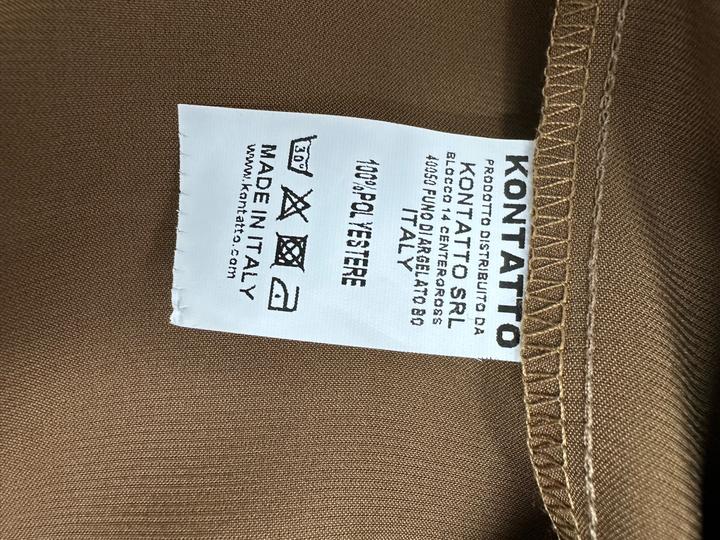 KONTATTO
PRODOTTO DISTRIBUITO DA
KONTATTO SRL
BLOCCO 14 CENTERGROSS
40050 FUNO DI ARGELATO BO
ITALY
100%POLYESTERE
30°
MADE IN ITALY
www.kontatto.com